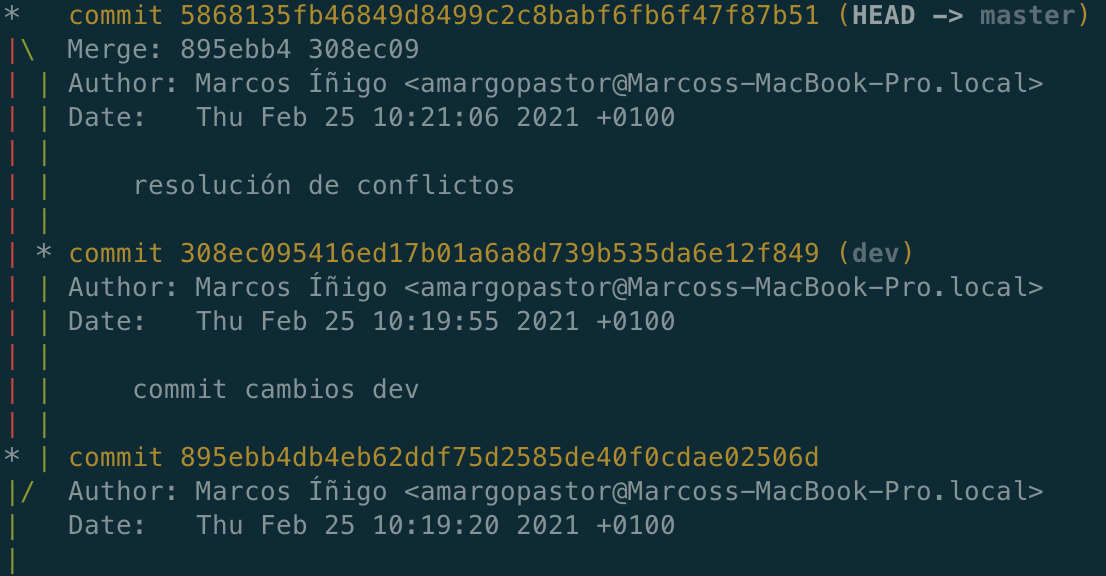 *   commit 5868135fb46849d8499c2c8babf6fb6f47f87b51 (HEAD -> master)
|\  Merge: 895ebb4 308ec09
| | Author: Marcos Íñigo <amargopastor@Marcoss-MacBook-Pro.local>
| | Date:   Thu Feb 25 10:21:06 2021 +0100
| |
| |     resolución de conflictos
| |
| * commit 308ec095416ed17b01a6a8d739b535da6e12f849 (dev)
| | Author: Marcos Íñigo <amargopastor@Marcoss-MacBook-Pro.local>
| | Date:   Thu Feb 25 10:19:55 2021 +0100
| |
| |     commit cambios dev
| |
* | commit 895ebb4db4eb62ddf75d2585de40f0cdae02506d
|/  Author: Marcos Íñigo <amargopastor@Marcoss-MacBook-Pro.local>
|   Date:   Thu Feb 25 10:19:20 2021 +0100
|